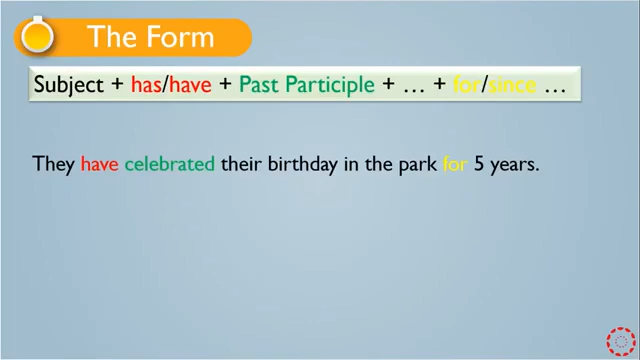 The Form
Subject + has/have + Past Participle + … + for/since …
They have celebrated their birthday in the park for 5 years.